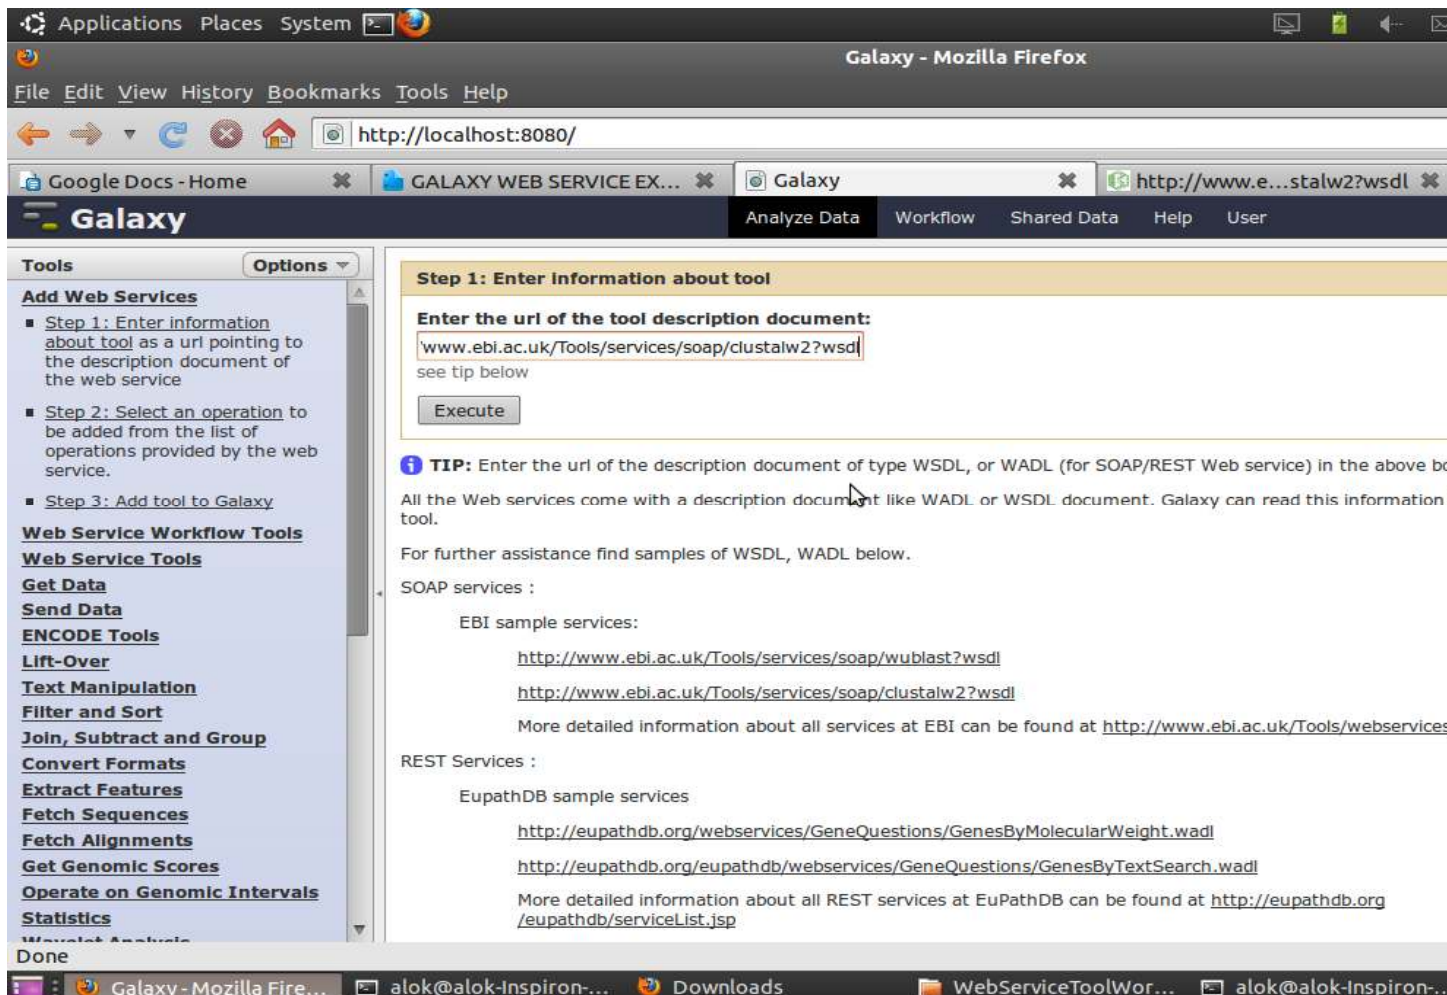 Applications Places System
Galaxy - Mozilla Firefox
File Edit View History Bookmarks Tools Help
http://localhost:8080/
Google Docs - Home
GALAXY WEB SERVICE EX...
Galaxy
http://www.e...stalw2?wsdl
Galaxy
Analyze Data Workflow Shared Data Help User
Tools
Options
Add Web Services
Step 1: Enter information
about tool as a url pointing to
the description document of
the web service
Step 2: Select an operation to
be added from the list of
operations provided by the web
service.
Step 3: Add tool to Galaxy
Web Service Workflow Tools
Web Service Tools
Get Data
Send Data
ENCODE Tools
Lift-Over
Text Manipulation
Filter and Sort
Join, Subtract and Group
Convert Formats
Extract Features
Fetch Sequences
Fetch Alignments
Get Genomic Scores
Operate on Genomic Intervals
Statistics
Wavelet Analysis
Step 1: Enter information about tool
Enter the url of the tool description document:
www.ebi.ac.uk/Tools/services/soap/clustalw2?wsdl
see tip below
Execute
TIP: Enter the url of the description document of type WSDL, or WADL (for SOAP/REST Web service) in the above
All the Web services come with a description document like WADL or WSDL document. Galaxy can read this information
tool.
For further assistance find samples of WSDL, WADL below.
SOAP services :
EBI sample services:
http://www.ebi.ac.uk/Tools/services/soap/wublast?wsdl
http://www.ebi.ac.uk/Tools/services/soap/clustalw2?wsdl
More detailed information about all services at EBI can be found at http://www.ebi.ac.uk/Tools/webservices
REST Services :
EupathDB sample services
http://eupathdb.org/webservices/GeneQuestions/GenesByMolecularWeight.wadl
http://eupathdb.org/eupathdb/webservices/GeneQuestions/GenesByTextSearch.wadl
More detailed information about all REST services at EuPathDB can be found at http://eupathdb.org
/eupathdb/serviceList.jsp
Done
Galaxy - Mozilla Fire...
alok@alok-Inspiron-...
Downloads
WebServiceToolWor...
alok@alok-Inspiron-...